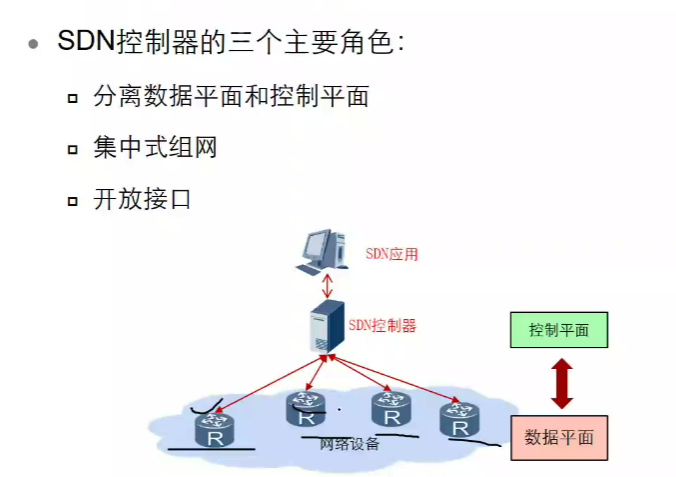 SDN控制器的三个主要角色：
分离数据平面和控制平面
集中式组网
开放接口
SDN应用
SDN控制器
控制平面
R
R
R
R
网络设备
数据平面